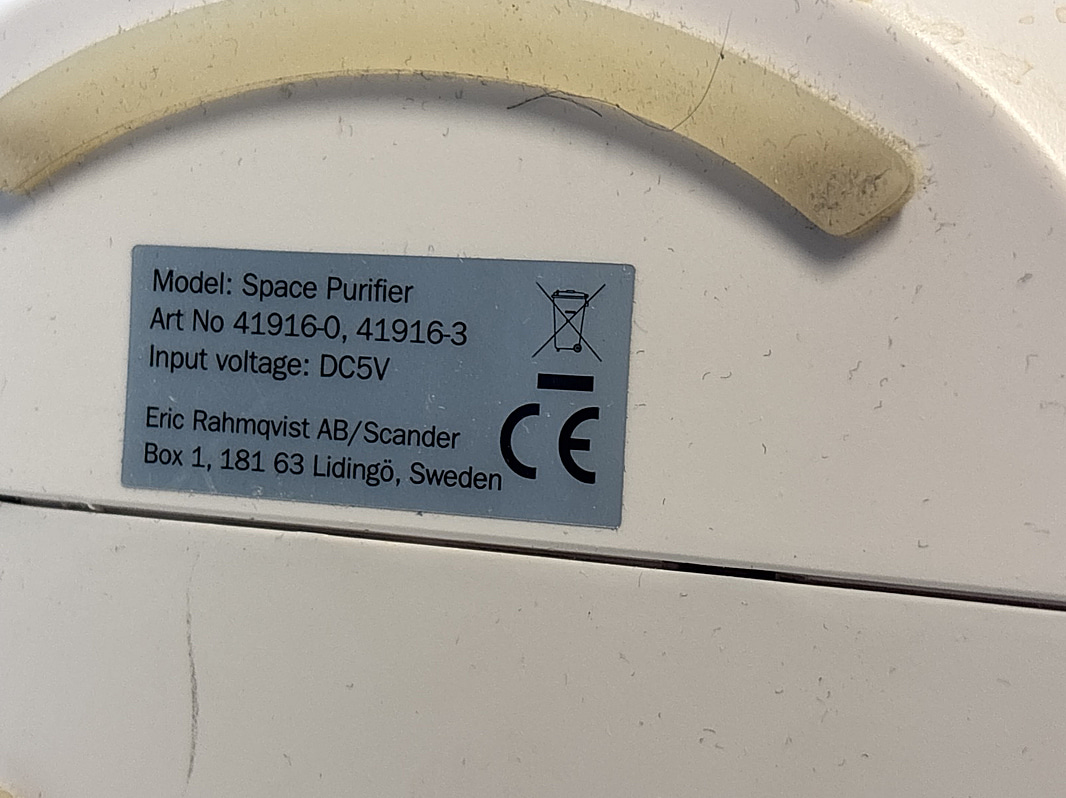 Model: Space Purifier
Art No 41916-0, 41916-3
Input voltage: DC5V
Eric Rahmqvist AB/Scander
Box 1, 181 63 Lidingö, Sweden
CE